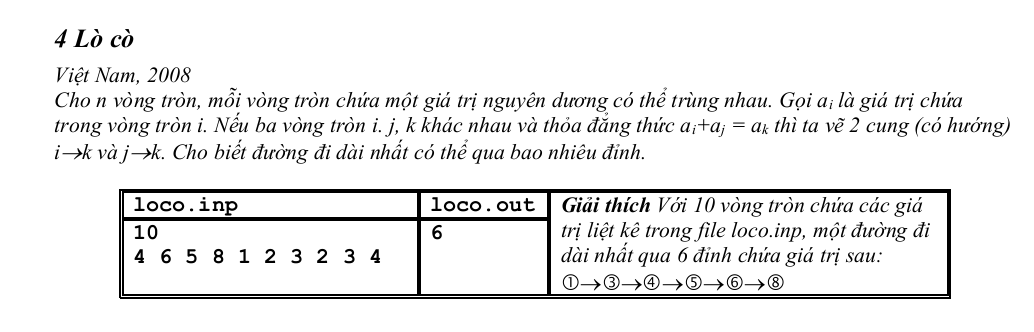 4 Lò cò
Việt Nam, 2008
Cho n vòng tròn, mỗi vòng tròn chứa một giá trị nguyên dương có thể trùng nhau. Gọi aᵢ là giá trị chứa
trong vòng tròn i. Nếu ba vòng tròn i. j, k khác nhau và thỏa đẳng thức aᵢ+aⱼ = aₖ thì ta vẽ 2 cung (có hướng)
i→k và j→k. Cho biết đường đi dài nhất có thể qua bao nhiêu đỉnh.
loco.inp
10
4 6 5 8 1 2 3 2 3 4
loco.out
6
Giải thích Với 10 vòng tròn chứa các giá
trị liệt kê trong file loco.inp, một đường đi
dài nhất qua 6 đỉnh chứa giá trị sau:
①→③→④→⑤→⑥→⑧